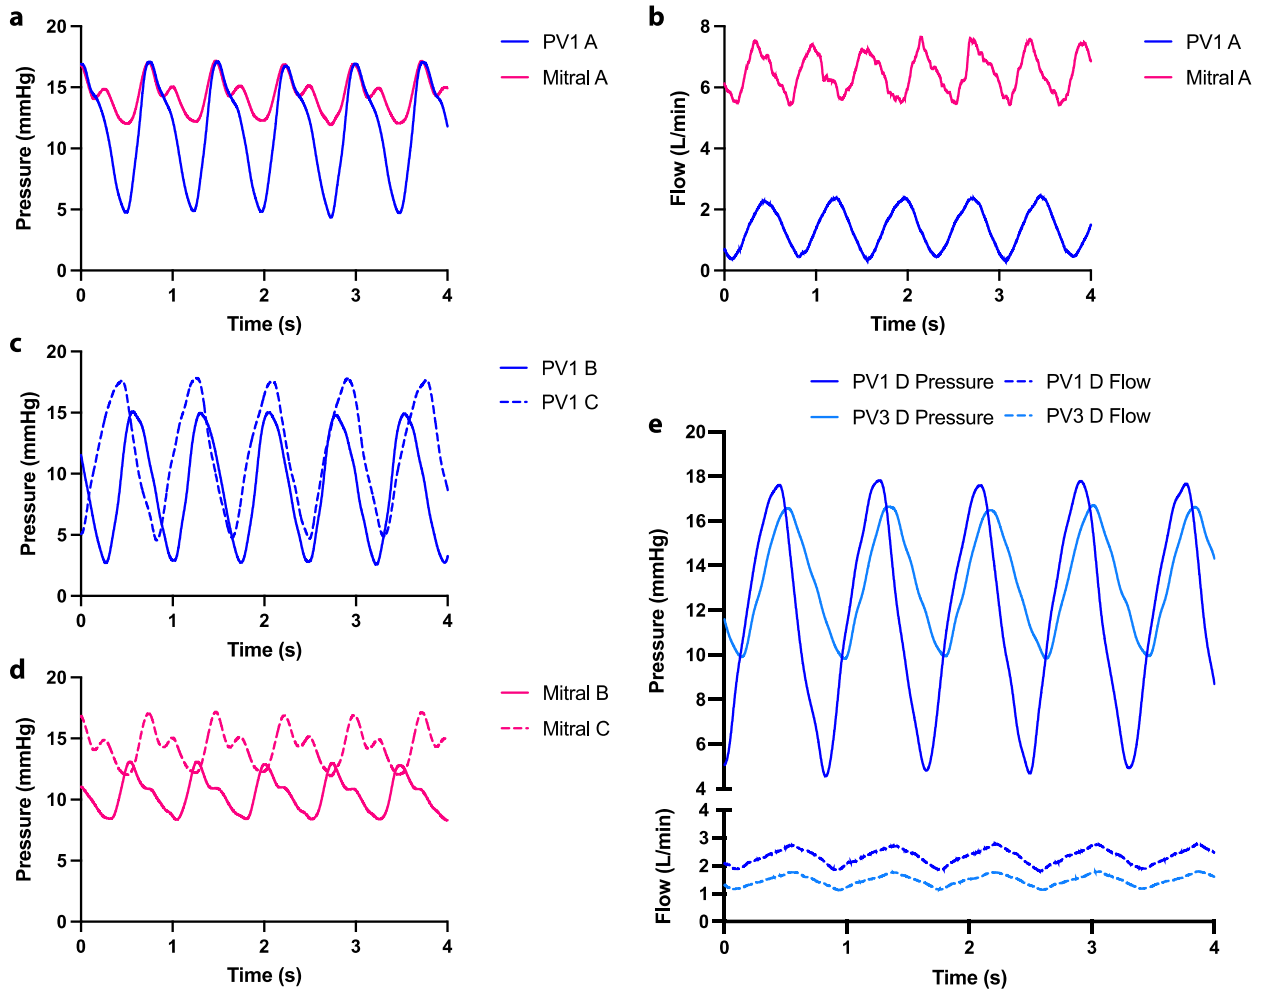 a
20
15
10
5
0
Pressure (mmHg)
0 1 2 3 4
Time (s)
PV1 A
Mitral A
b
8
6
4
2
0
Flow (L/min)
0 1 2 3 4
Time (s)
PV1 A
Mitral A
c
20
15
10
5
0
Pressure (mmHg)
0 1 2 3 4
Time (s)
PV1 B
PV1 C
d
20
15
10
5
0
Pressure (mmHg)
0 1 2 3 4
Time (s)
Mitral B
Mitral C
e
PV1 D Pressure PV1 D Flow
PV3 D Pressure PV3 D Flow
20
18
16
14
12
10
8
6
4
Pressure (mmHg)
4
3
2
1
0
Flow (L/min)
0 1 2 3 4
Time (s)